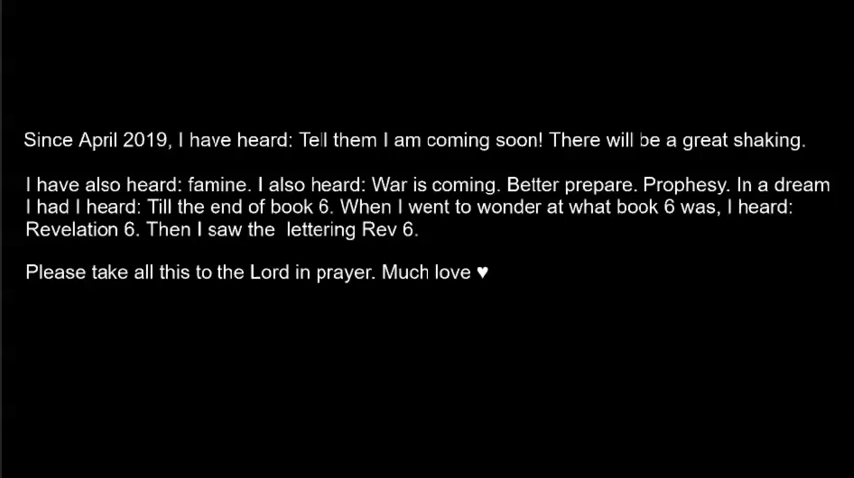 Since April 2019, I have heard: Tell them I am coming soon! There will be a great shaking.
I have also heard: famine. I also heard: War is coming. Better prepare. Prophesy. In a dream
I had I heard: Till the end of book 6. When I went to wonder at what book 6 was, I heard:
Revelation 6. Then I saw the  lettering Rev 6.
Please take all this to the Lord in prayer. Much love ♥